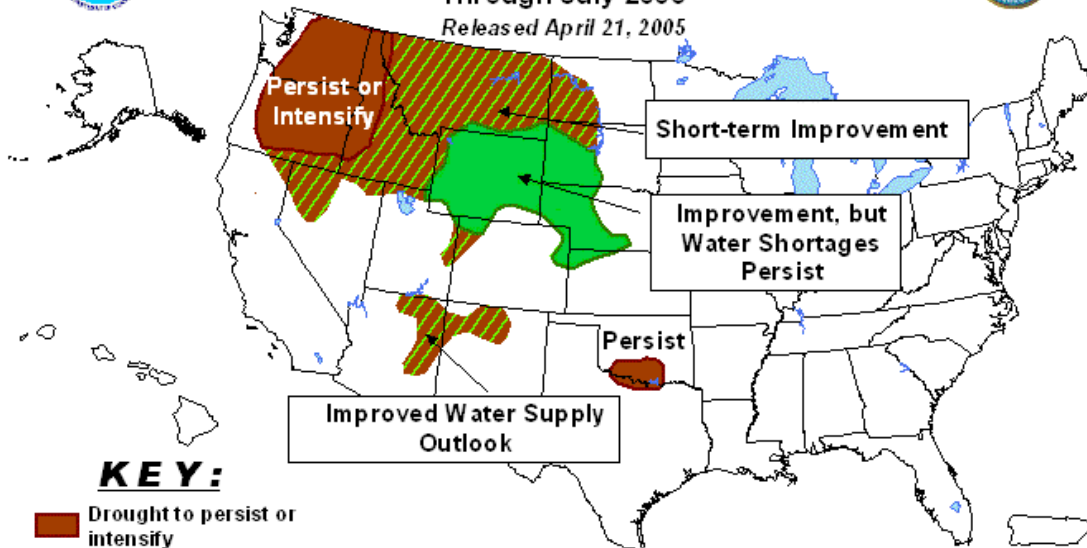 Released April 21, 2005
Persist or
Intensify
Short-term Improvement
Improvement, but
Water Shortages
Persist
Persist
Improved Water Supply
Outlook
KEY:
Drought to persist or
intensify